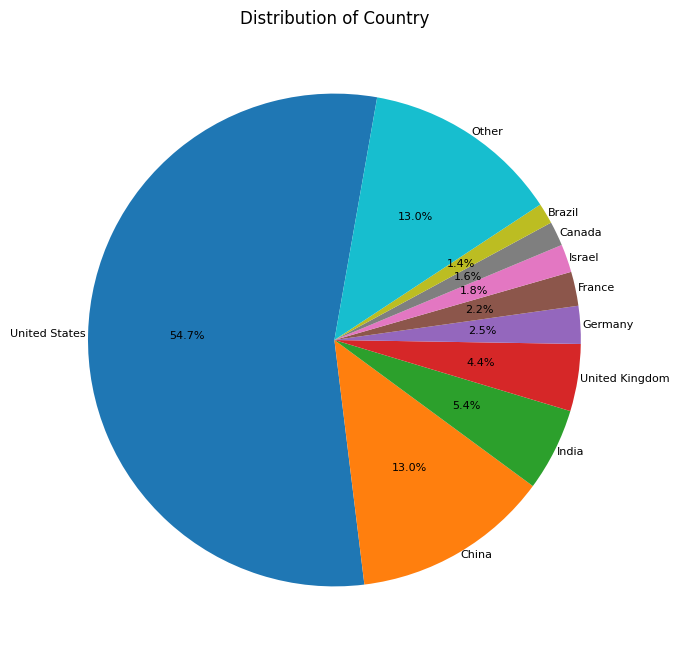 Distribution of Country
Other
Brazil
Canada
Israel
France
Germany
United Kingdom
India
China
United States
13.0%
1.4%
1.6%
1.8%
2.2%
2.5%
4.4%
5.4%
13.0%
54.7%